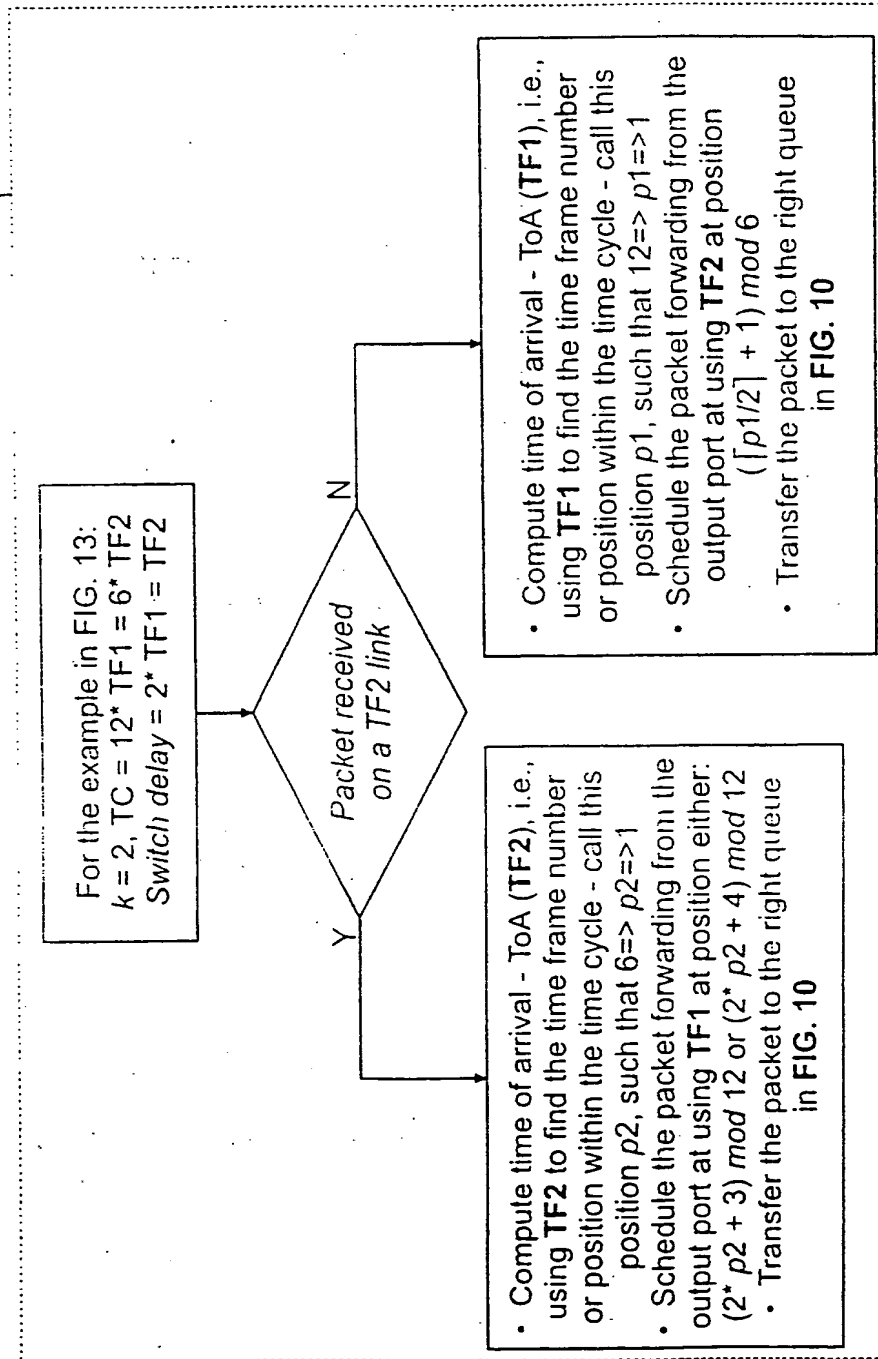 For the example in FIG. 13:
k = 2, TC = 12* TF1 = 6* TF2
Switch delay = 2* TF1 = TF2
Packet received
on a TF2 link
Y
N
• Compute time of arrival - ToA (TF2), i.e.,
using TF2 to find the time frame number
or position within the time cycle - call this
position p2, such that 6=> p2=>1
• Schedule the packet forwarding from the
output port at using TF1 at position either:
(2* p2 + 3) mod 12 or (2* p2 + 4) mod 12
• Transfer the packet to the right queue
in FIG. 10
• Compute time of arrival - ToA (TF1), i.e.,
using TF1 to find the time frame number
or position within the time cycle - call this
position p1, such that 12=> p1=>1
• Schedule the packet forwarding from the
output port at using TF2 at position
(⌈p1/2⌉ + 1) mod 6
• Transfer the packet to the right queue
in FIG. 10